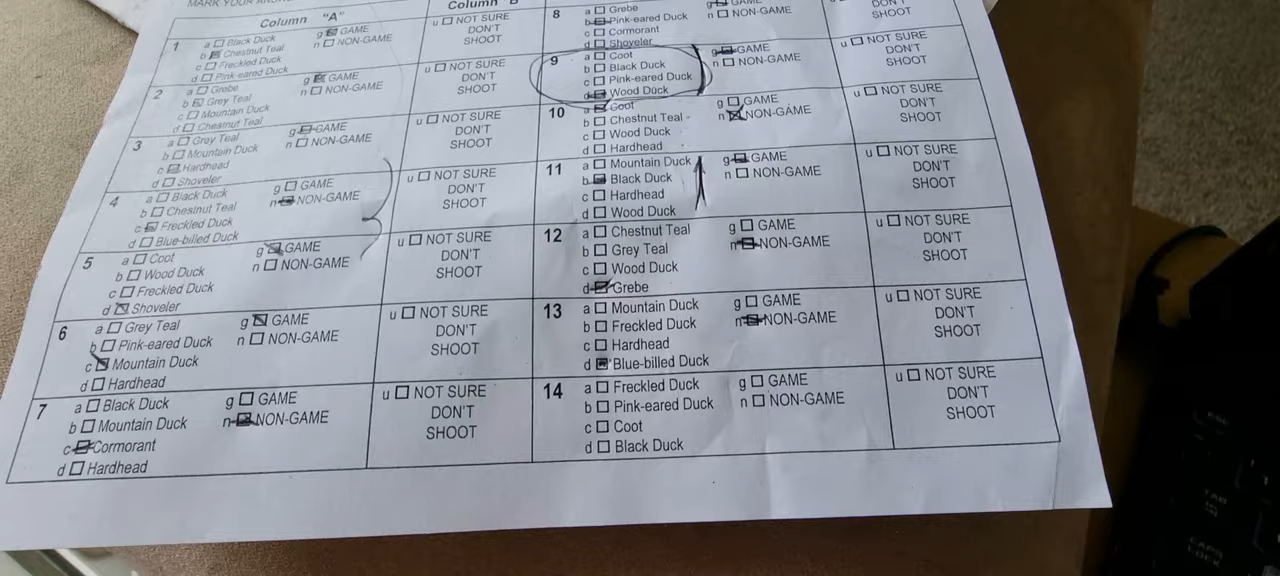 MARK YOUR
Column "A"
Column "B
1
a Black Duck
b Chestnut Teal
c Freckled Duck
d Pink-eared Duck
g GAME
n NON-GAME
u NOT SURE
DON'T
SHOOT
2
a Grebe
b Grey Teal
c Mountain Duck
d Chestnut Teal
g GAME
n NON-GAME
u NOT SURE
DON'T
SHOOT
3
a Grey Teal
b Mountain Duck
c Hardhead
d Shoveler
g GAME
n NON-GAME
u NOT SURE
DON'T
SHOOT
4
a Black Duck
b Chestnut Teal
c Freckled Duck
d Blue-billed Duck
g GAME
n NON-GAME
u NOT SURE
DON'T
SHOOT
5
a Coot
b Wood Duck
c Freckled Duck
d Shoveler
g GAME
n NON-GAME
u NOT SURE
DON'T
SHOOT
6
a Grey Teal
b Pink-eared Duck
c Mountain Duck
d Hardhead
g GAME
n NON-GAME
u NOT SURE
DON'T
SHOOT
7
a Black Duck
b Mountain Duck
c Cormorant
d Hardhead
g GAME
n NON-GAME
u NOT SURE
DON'T
SHOOT
8
a Grebe
b Pink-eared Duck
c Cormorant
d Shoveler
g GAME
n NON-GAME
DON'T
SHOOT
9
a Coot
b Black Duck
c Pink-eared Duck
d Wood Duck
g GAME
n NON-GAME
u NOT SURE
DON'T
SHOOT
10
a Coot
b Chestnut Teal
c Wood Duck
d Hardhead
g GAME
n NON-GAME
u NOT SURE
DON'T
SHOOT
11
a Mountain Duck
b Black Duck
c Hardhead
d Wood Duck
g GAME
n NON-GAME
u NOT SURE
DON'T
SHOOT
12
a Chestnut Teal
b Grey Teal
c Wood Duck
d Grebe
g GAME
n NON-GAME
u NOT SURE
DON'T
SHOOT
13
a Mountain Duck
b Freckled Duck
c Hardhead
d Blue-billed Duck
g GAME
n NON-GAME
u NOT SURE
DON'T
SHOOT
14
a Freckled Duck
b Pink-eared Duck
c Coot
d Black Duck
g GAME
n NON-GAME
u NOT SURE
DON'T
SHOOT
TAB
CAPS
LOCK